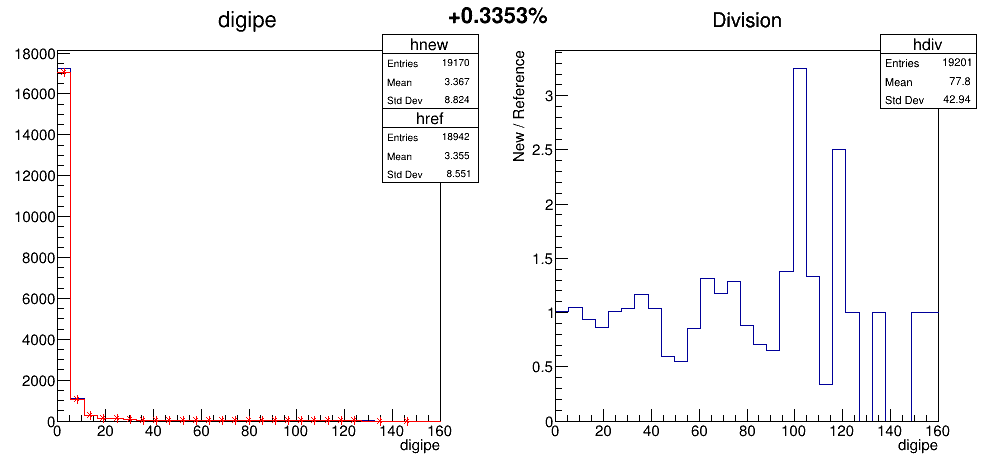 +0.3353%
digipe
hnew
Entries 19170
Mean 3.367
Std Dev 8.824
href
Entries 18942
Mean 3.355
Std Dev 8.551
18000
16000
14000
12000
10000
8000
6000
4000
2000
0
0 20 40 60 80 100 120 140 160
digipe
Division
hdiv
Entries 19201
Mean 77.8
Std Dev 42.94
New / Reference
3
2.5
2
1.5
1
0.5
0
0 20 40 60 80 100 120 140 160
digipe